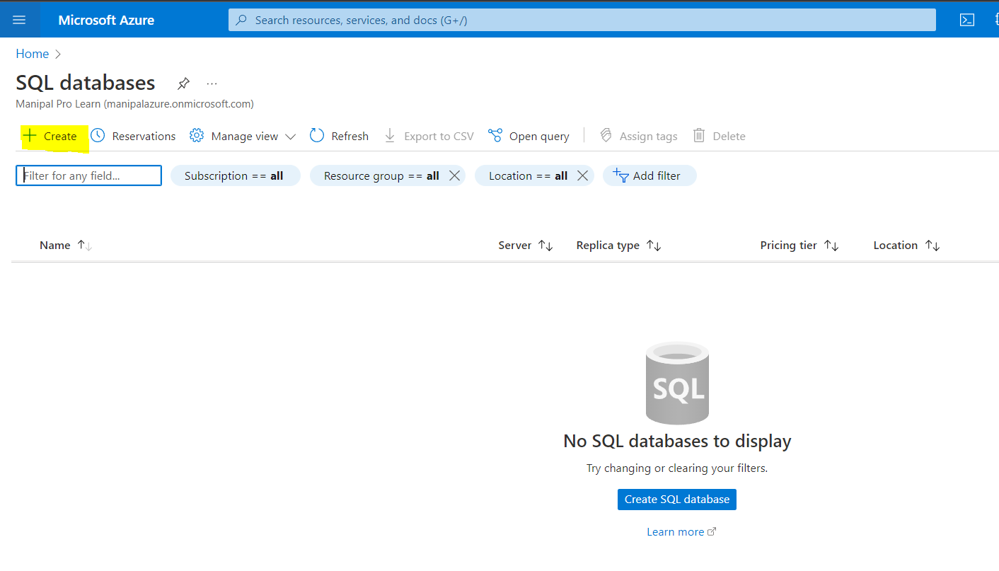 Microsoft Azure
Search resources, services, and docs (G+/)
Home
SQL databases
Manipal Pro Learn (manipalazure.onmicrosoft.com)
Create Reservations Manage view Refresh Export to CSV Open query Assign tags Delete
Filter for any field... Subscription == all Resource group == all Location == all Add filter
Name Server Replica type Pricing tier Location
SQL
No SQL databases to display
Try changing or clearing your filters.
Create SQL database
Learn more